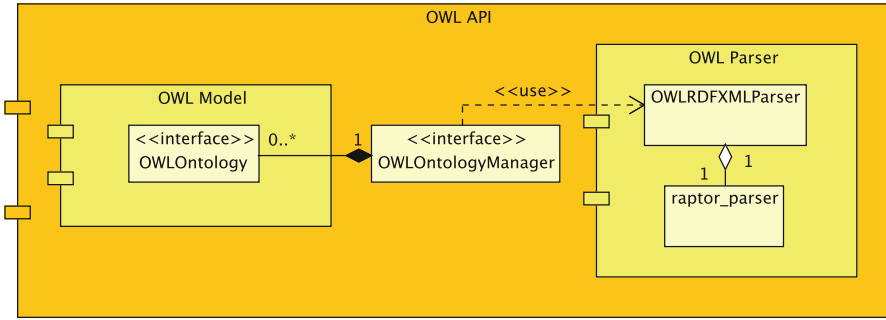 OWL API
OWL Model
<<interface>>
OWLOntology
0..*
1
<<interface>>
OWLOntologyManager
<<use>>
OWL Parser
OWLRDFXMLParser
1
1
raptor_parser